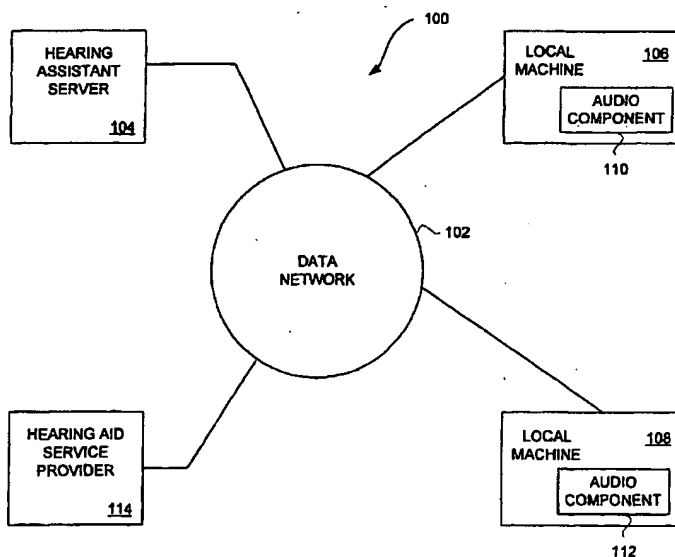 100
HEARING
ASSISTANT
SERVER
104
LOCAL
MACHINE
106
AUDIO
COMPONENT
110
102
DATA
NETWORK
HEARING AID
SERVICE
PROVIDER
114
LOCAL
MACHINE
108
AUDIO
COMPONENT
112